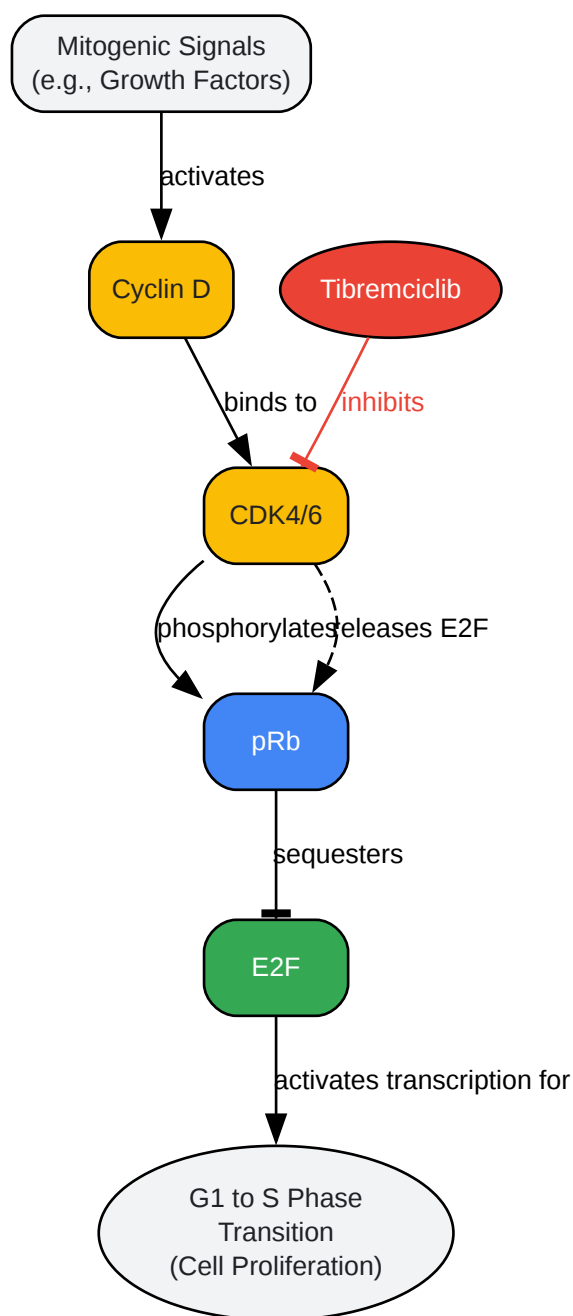 Mitogenic Signals
(e.g., Growth Factors)
activates
Cyclin D
Tibremciclib
binds to
inhibits
CDK4/6
phosphorylates
releases E2F
pRb
sequesters
E2F
activates transcription for
G1 to S Phase
Transition
(Cell Proliferation)